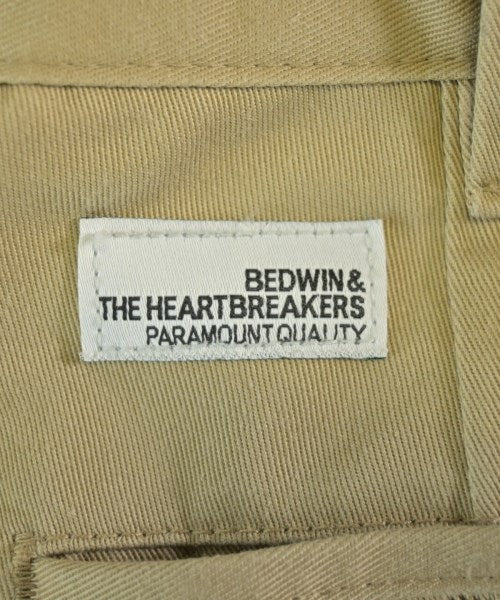 BEDWIN &
THE HEARTBREAKERS
PARAMOUNT QUALITY